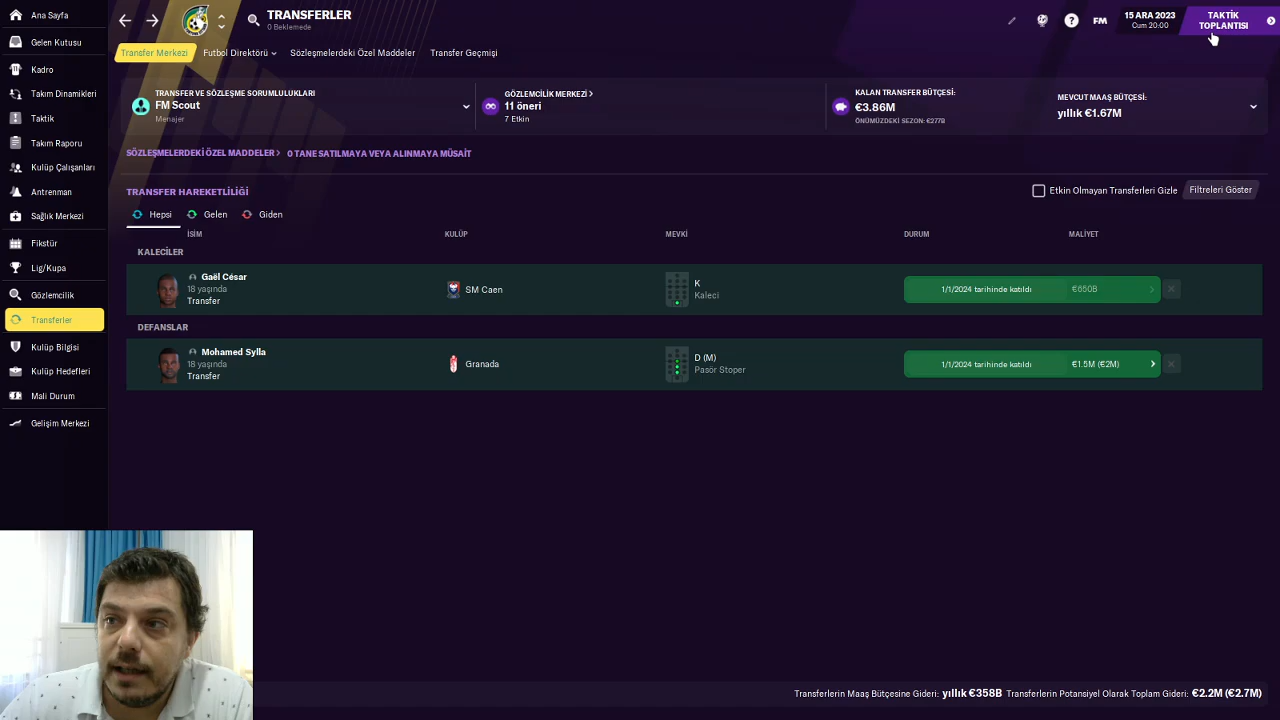 Ana Sayfa
Gelen Kutusu
Kadro
Takım Dinamikleri
Taktik
Takım Raporu
Kulüp Çalışanları
Antrenman
Sağlık Merkezi
Fikstür
Lig/Kupa
Gözlemcilik
Transferler
Kulüp Bilgisi
Kulüp Hedefleri
Mali Durum
Gelişim Merkezi
TRANSFERLER
0 Beklemede
FM
15 ARA 2023
Cum 20:00
TAKTİK
TOPLANTISI
Transfer Merkezi
Futbol Direktörü
Sözleşmelerdeki Özel Maddeler
Transfer Geçmişi
TRANSFER VE SÖZLEŞME SORUMLULUKLARI
FM Scout
Menajer
GÖZLEMCİLİK MERKEZİ
11 öneri
7 Etkin
KALAN TRANSFER BÜTÇESİ:
€3.86M
ÖNÜMÜZDEKİ SEZON: €277B
MEVCUT MAAŞ BÜTÇESİ:
yıllık €1.67M
SÖZLEŞMELERDEKİ ÖZEL MADDELER
0 TANE SATILMAYA VEYA ALINMAYA MÜSAİT
TRANSFER HAREKETLİLİĞİ
Etkin Olmayan Transferleri Gizle
Filtreleri Göster
Hepsi
Gelen
Giden
İSİM
KULÜP
MEVKİ
DURUM
MALİYET
KALECİLER
Gaël César
18 yaşında
Transfer
SM Caen
K
Kaleci
1/1/2024 tarihinde katıldı
€650B
DEFANSLAR
Mohamed Sylla
18 yaşında
Transfer
Granada
D (M)
Pasör Stoper
1/1/2024 tarihinde katıldı
€1.5M (€2M)
Transferlerin Maaş Bütçesine Gideri: yıllık €358B Transferlerin Potansiyel Olarak Toplam Gideri: €2.2M (€2.7M)